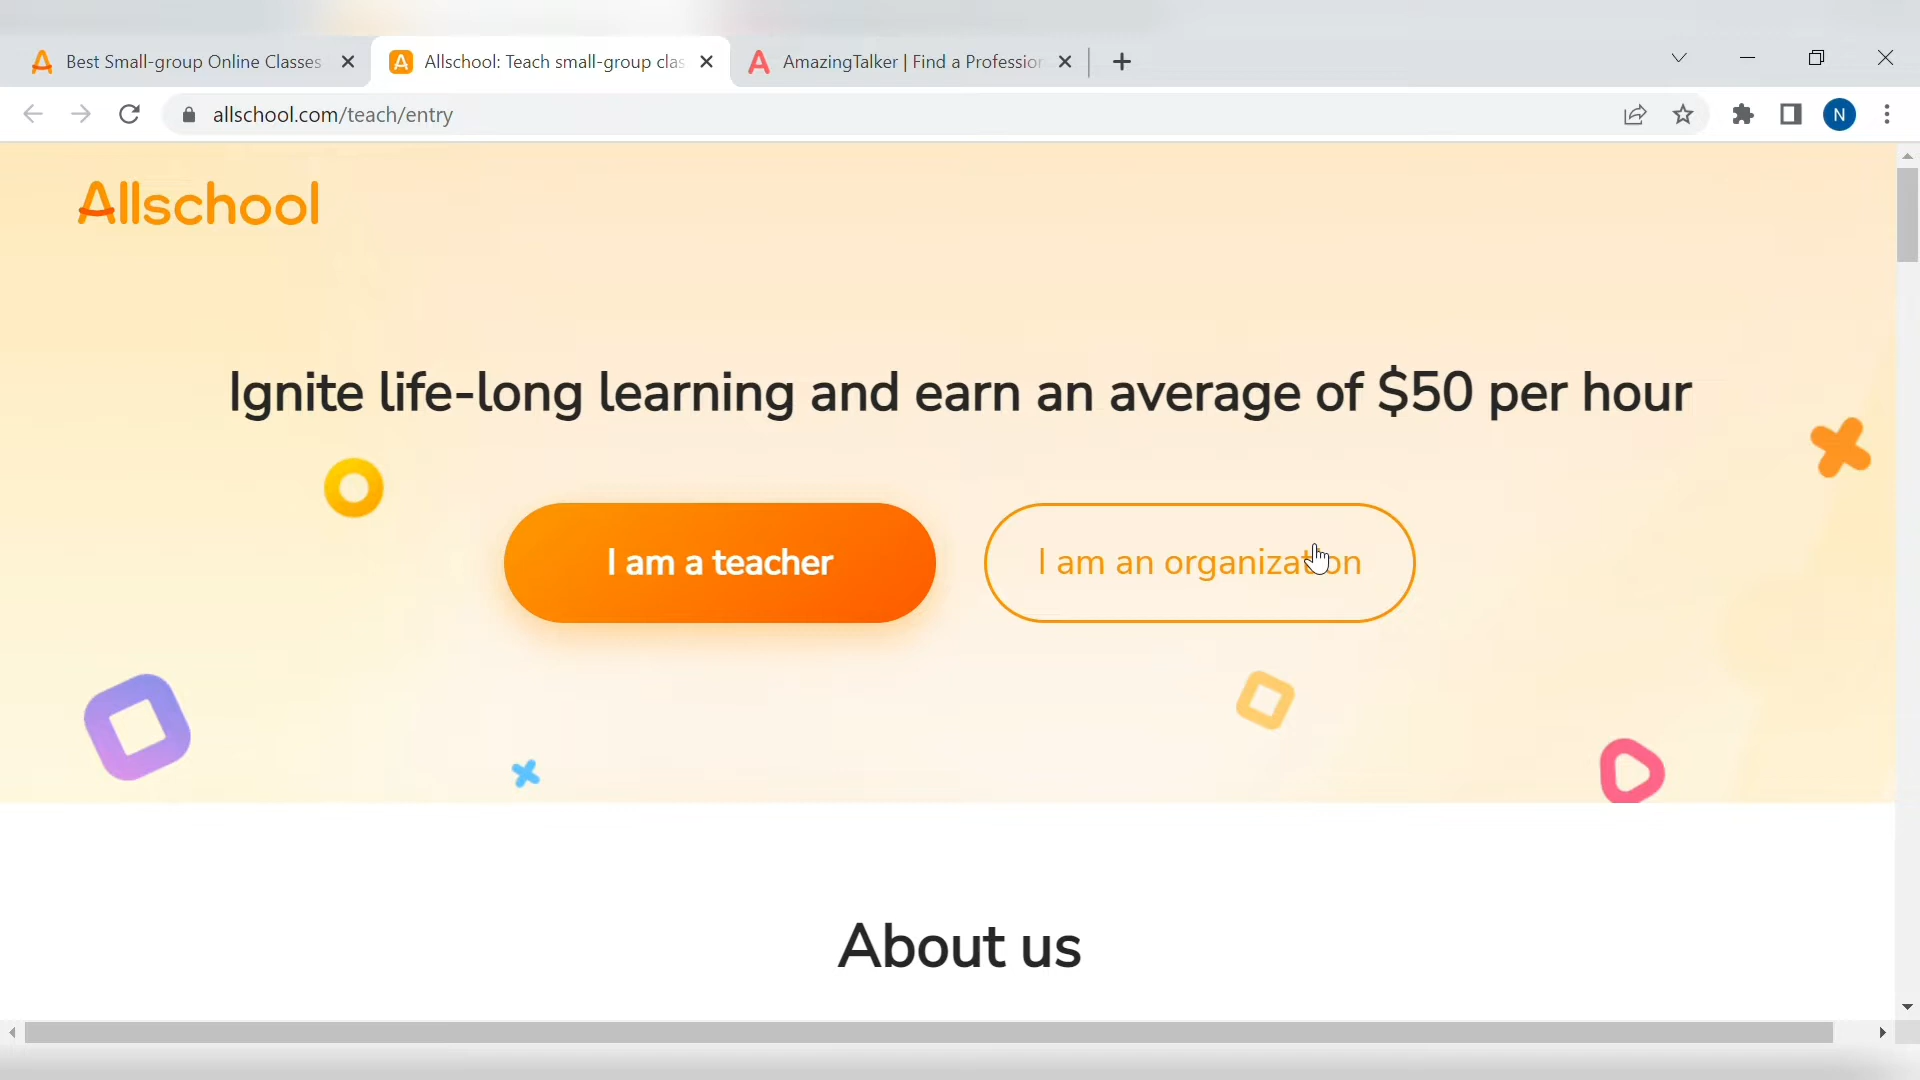 Best Small-group Online Classes
Allschool: Teach small-group clas
AmazingTalker | Find a Profession
allschool.com/teach/entry
N
Allschool
Ignite life-long learning and earn an average of $50 per hour
I am a teacher
I am an organization
About us